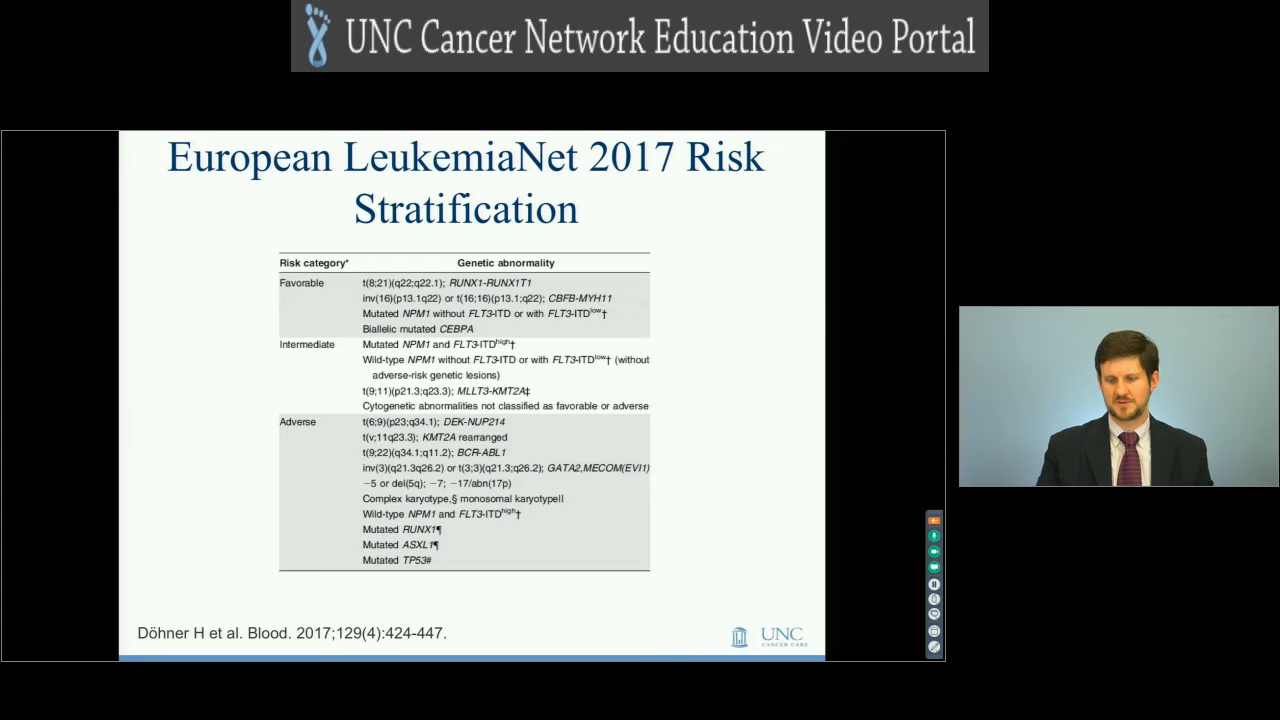 UNC Cancer Network Education Video Portal
European LeukemiaNet 2017 Risk
Stratification
Risk category* Genetic abnormality
Favorable t(8;21)(q22;q22.1); RUNX1-RUNX1T1
inv(16)(p13.1q22) or t(16;16)(p13.1;q22); CBFB-MYH11
Mutated NPM1 without FLT3-ITD or with FLT3-ITDlow†
Biallelic mutated CEBPA
Intermediate Mutated NPM1 and FLT3-ITDhigh†
Wild-type NPM1 without FLT3-ITD or with FLT3-ITDlow† (without
adverse-risk genetic lesions)
t(9;11)(p21.3;q23.3); MLLT3-KMT2A‡
Cytogenetic abnormalities not classified as favorable or adverse
Adverse t(6;9)(p23;q34.1); DEK-NUP214
t(v;11q23.3); KMT2A rearranged
t(9;22)(q34.1;q11.2); BCR-ABL1
inv(3)(q21.3q26.2) or t(3;3)(q21.3;q26.2); GATA2,MECOM(EVI1)
−5 or del(5q); −7; −17/abn(17p)
Complex karyotype,§ monosomal karyotype||
Wild-type NPM1 and FLT3-ITDhigh†
Mutated RUNX1¶
Mutated ASXL1¶
Mutated TP53#
Döhner H et al. Blood. 2017;129(4):424-447.
UNC
CANCER CARE